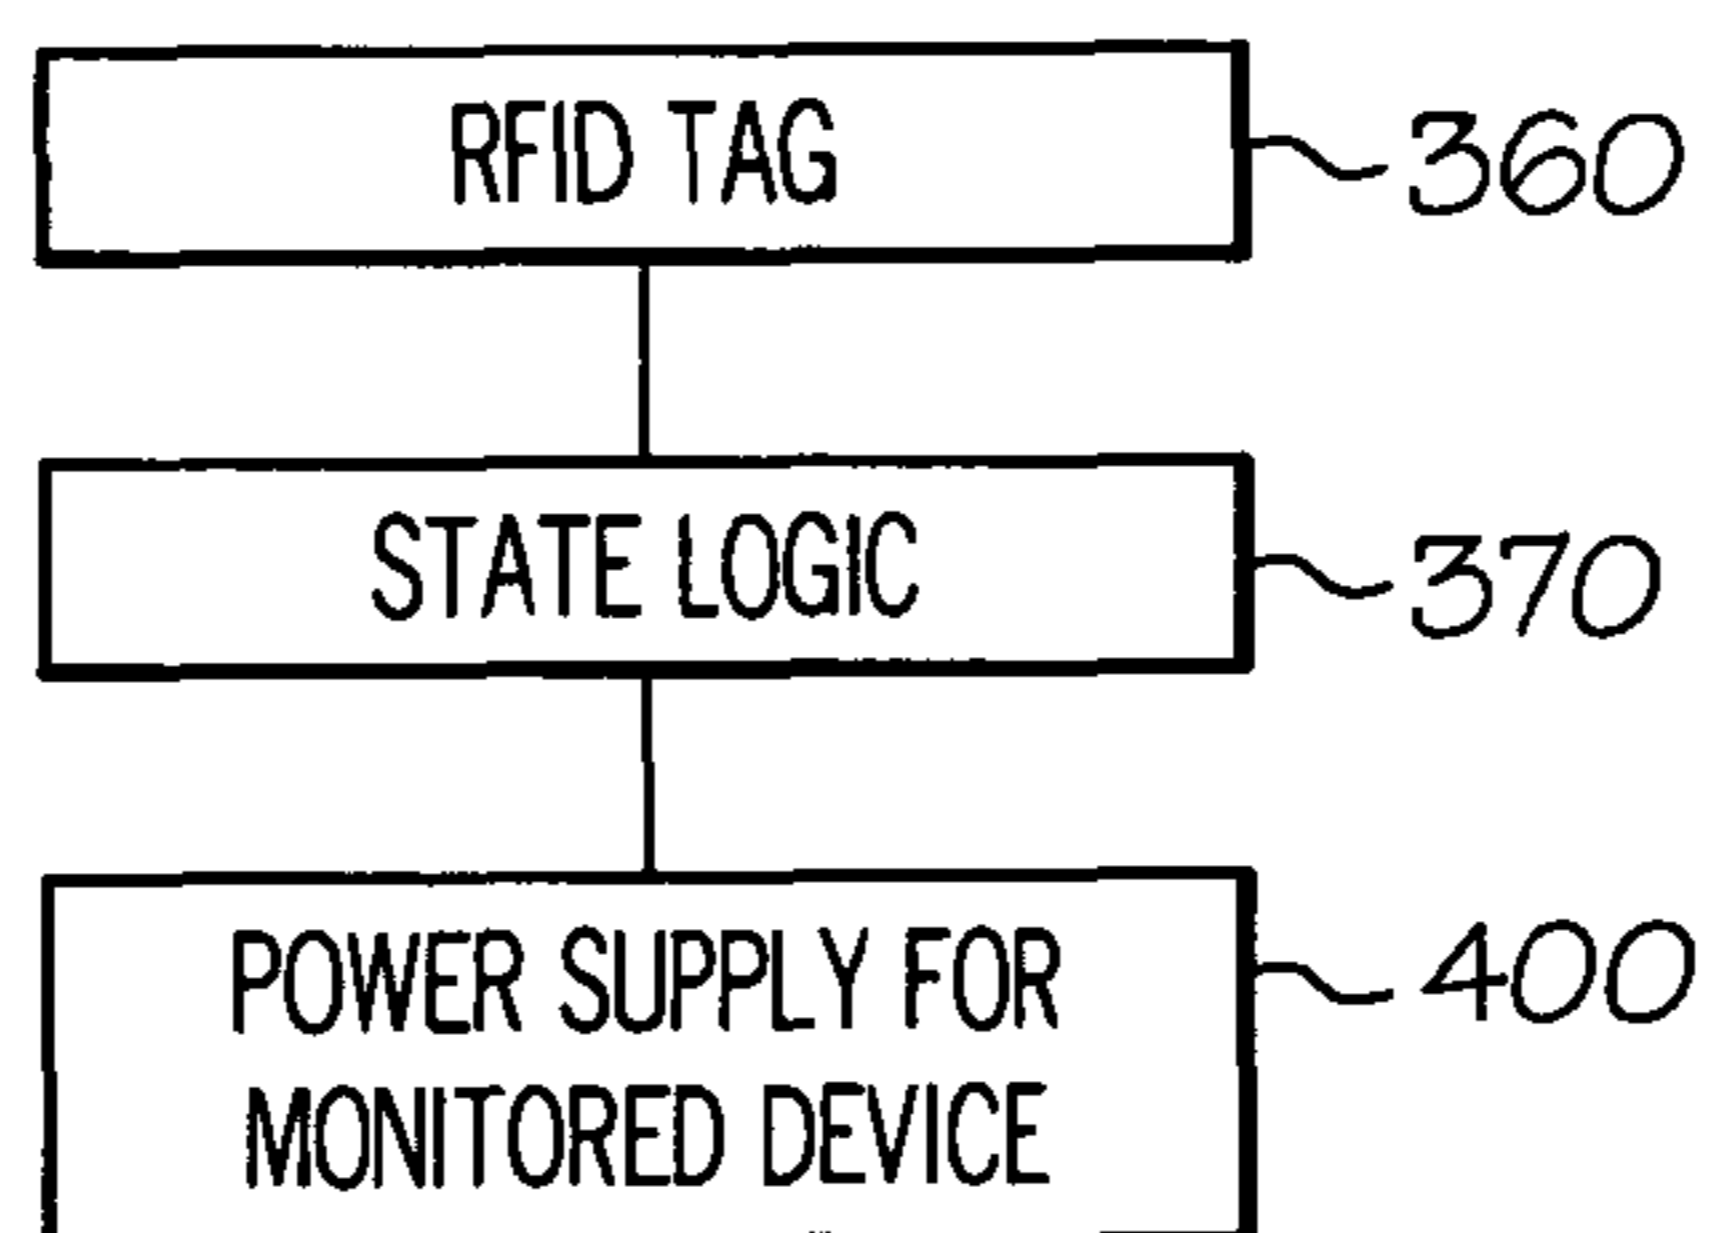 RFID TAG
360
STATE LOGIC
370
POWER SUPPLY FOR
MONITORED DEVICE
400